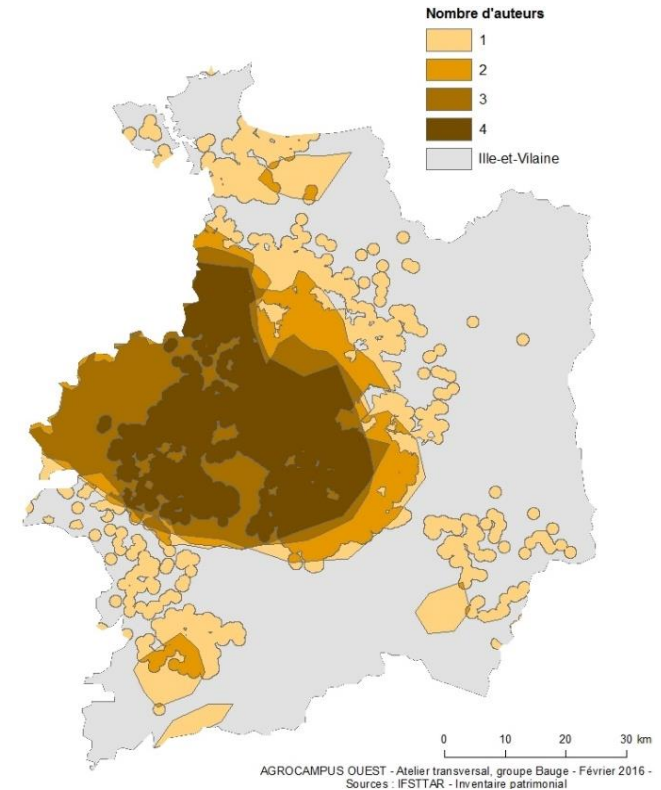 Nombre d'auteurs
1
2
3
4
Ille-et-Vilaine
0 10 20 30 km
AGROCAMPUS OUEST - Atelier transversal, groupe Bauge - Février 2016 -
Sources : IFSTTAR - Inventaire patrimonial